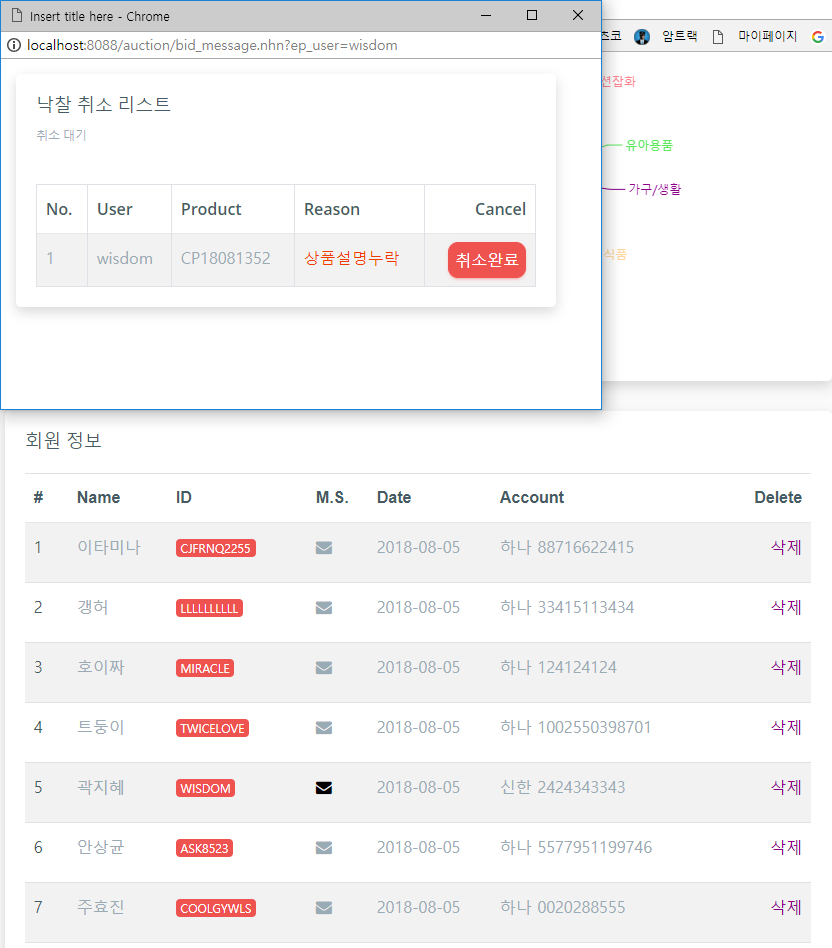 Insert title here - Chrome
localhost:8088/auction/bid_message.nhn?ep_user=wisdom
츠코 암트랙 마이페이지
낙찰 취소 리스트
취소 대기
No. User Product Reason Cancel
1 wisdom CP18081352 상품설명누락 취소완료
션잡화
유아용품
가구/생활
식품
회원 정보
# Name ID M.S. Date Account Delete
1 이타미나 CJFRNQ2255 2018-08-05 하나 88716622415 삭제
2 갱허 LLLLLLLLLL 2018-08-05 하나 33415113434 삭제
3 호이짜 MIRACLE 2018-08-05 하나 124124124 삭제
4 트둥이 TWICELOVE 2018-08-05 하나 1002550398701 삭제
5 곽지혜 WISDOM 2018-08-05 신한 2424343343 삭제
6 안상균 ASK8523 2018-08-05 하나 5577951199746 삭제
7 주효진 COOLGYWLS 2018-08-05 하나 0020288555 삭제